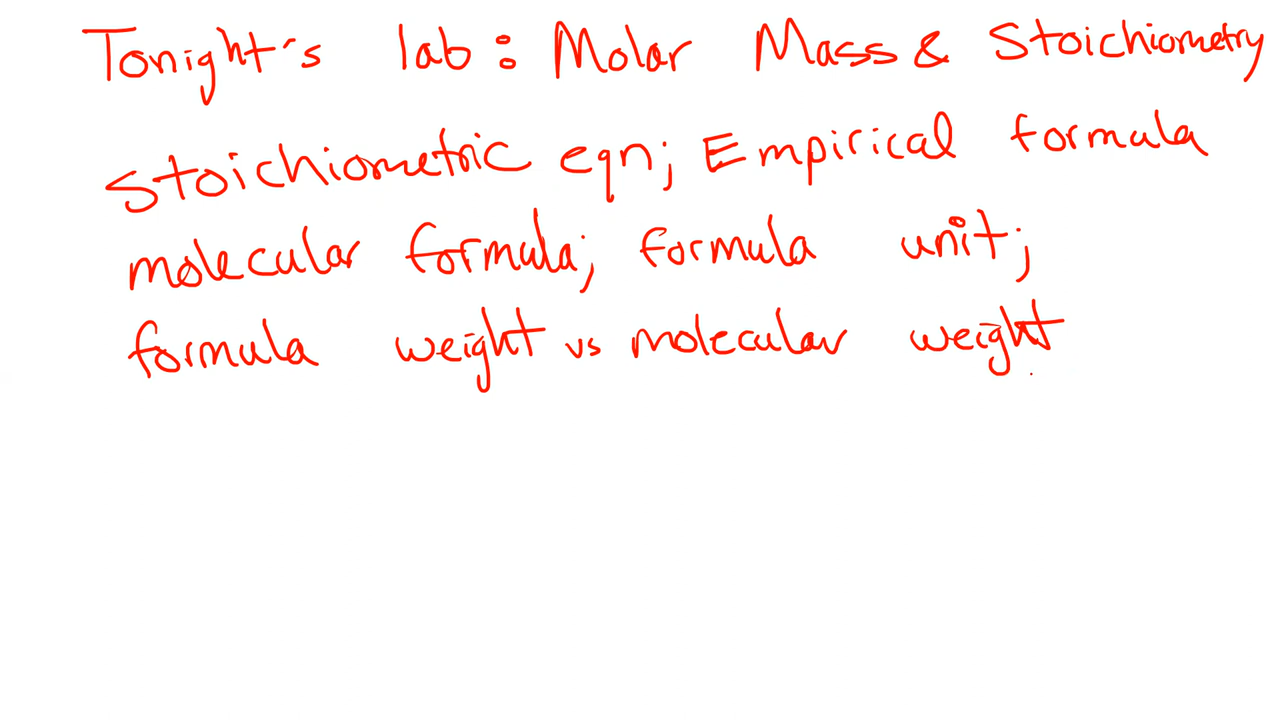 Tonight's lab: Molar Mass & Stoichiometry
Stoichiometric eqn; Empirical formula
molecular formula; formula unit;
formula weight vs molecular weight